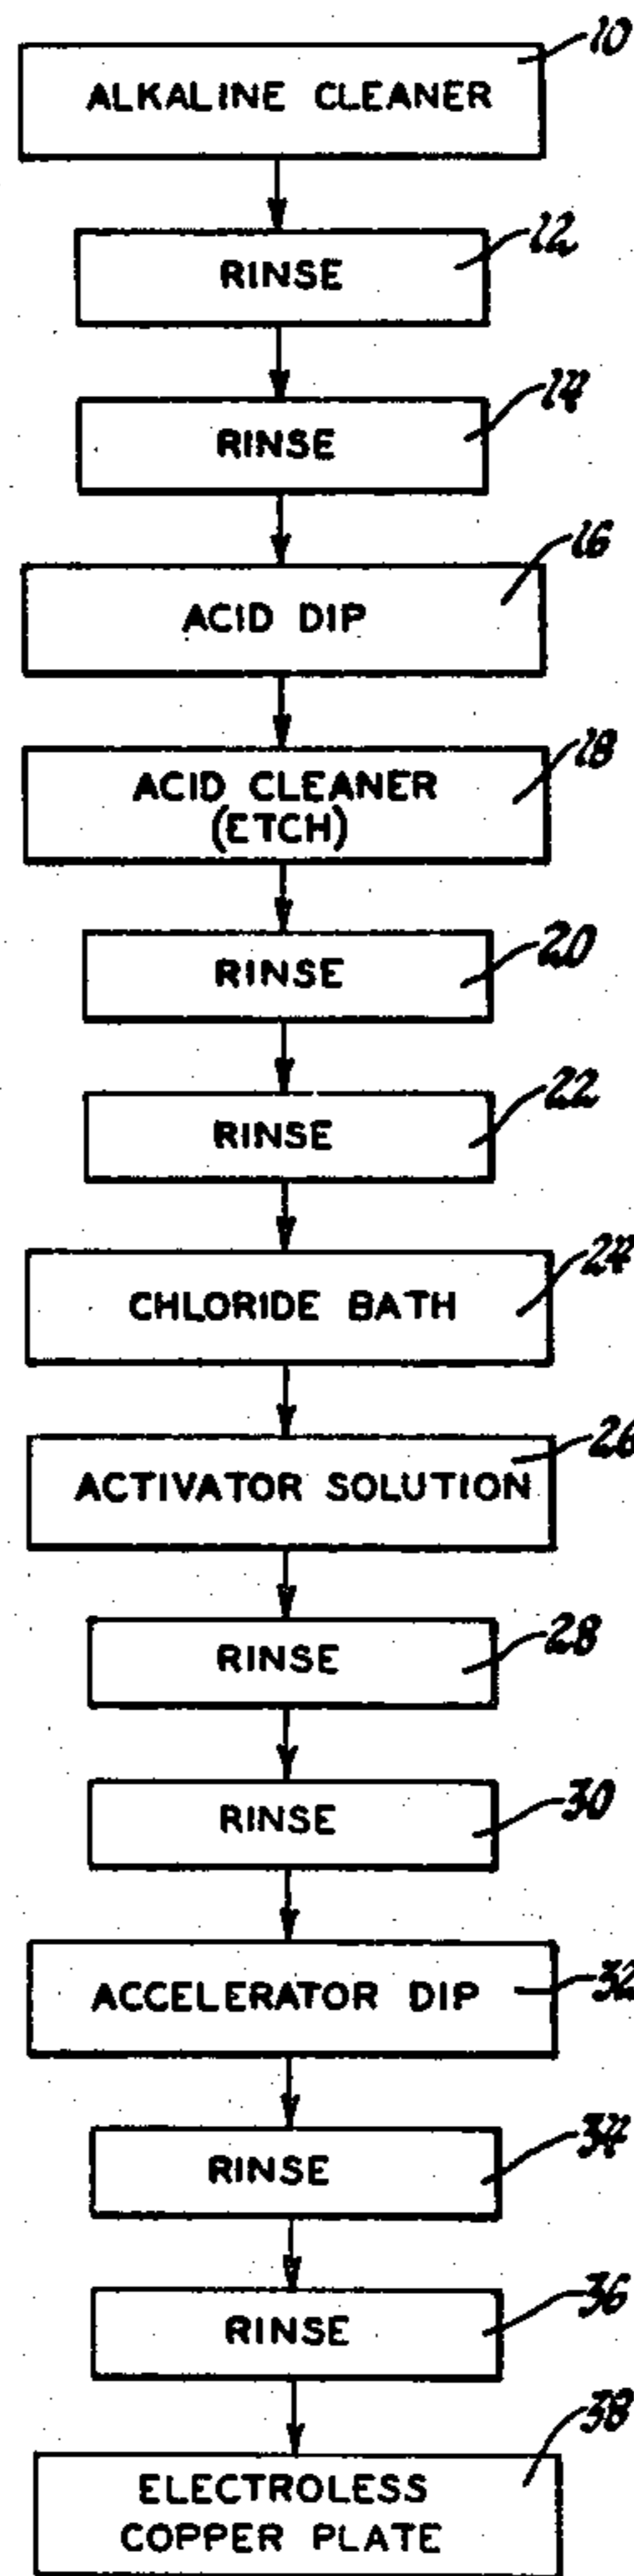 10
ALKALINE CLEANER
12
RINSE
14
RINSE
16
ACID DIP
18
ACID CLEANER
(ETCH)
20
RINSE
22
RINSE
24
CHLORIDE BATH
26
ACTIVATOR SOLUTION
28
RINSE
30
RINSE
32
ACCELERATOR DIP
34
RINSE
36
RINSE
38
ELECTROLESS
COPPER PLATE